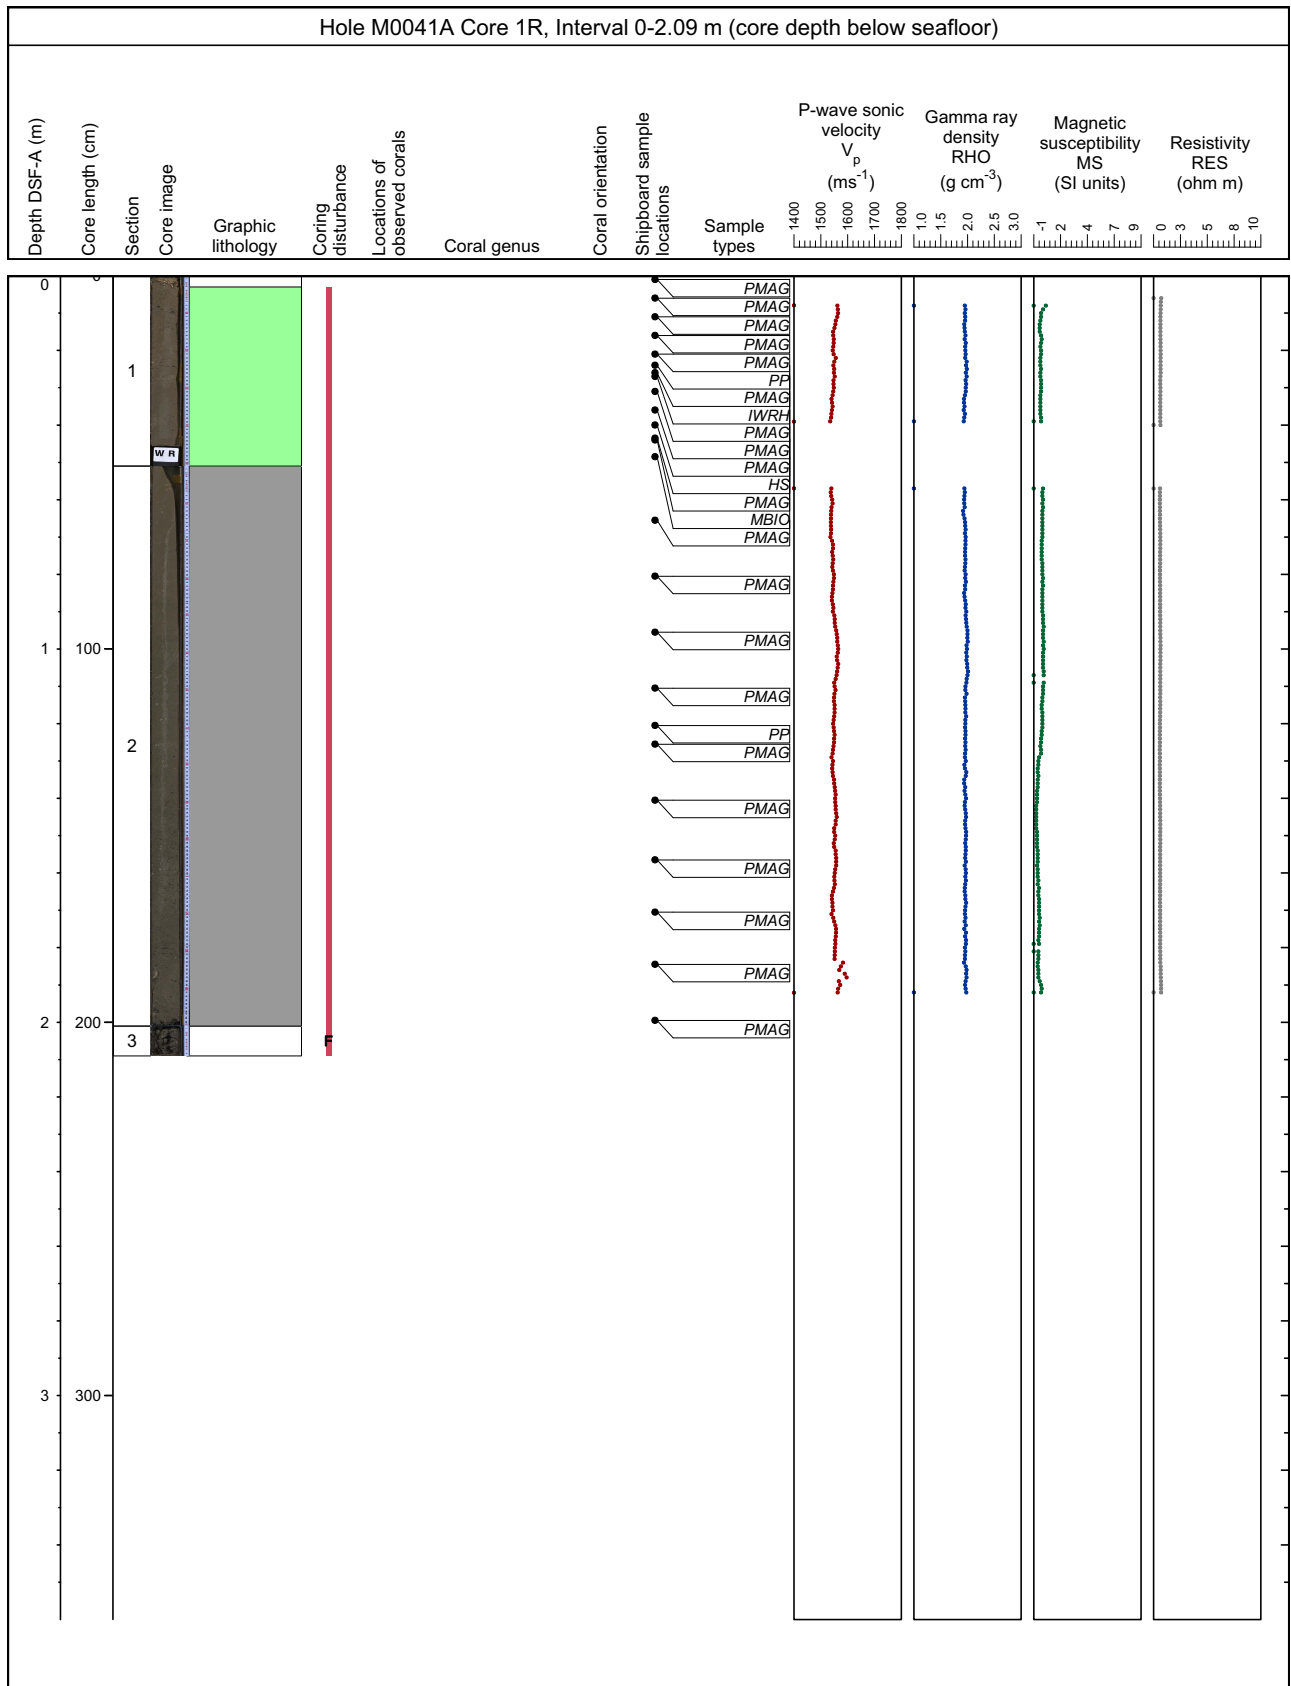 Hole M0041A Core 1R, Interval 0-2.09 m (core depth below seafloor)
Depth DSF-A (m)
Core length (cm)
Section
Core image
Graphic
lithology
Coring
disturbance
Locations of
observed corals
Coral genus
Coral orientation
Shipboard sample
locations
Sample
types
P-wave sonic
velocity
Vp
(ms-1)
1400 1500 1600 1700 1800
Gamma ray
density
RHO
(g cm-3)
1.0 1.5 2.0 2.5 3.0
Magnetic
susceptibility
MS
(SI units)
-1 2 4 7 9
Resistivity
RES
(ohm m)
0 3 5 8 10
0
PMAG
PMAG
PMAG
PMAG
PMAG
1
PP
PMAG
IWRH
PMAG
PMAG
W R
PMAG
HS
PMAG
MBIO
PMAG
PMAG
1 100
PMAG
PMAG
PP
2
PMAG
PMAG
PMAG
PMAG
PMAG
2 200
PMAG
3
F
3 300